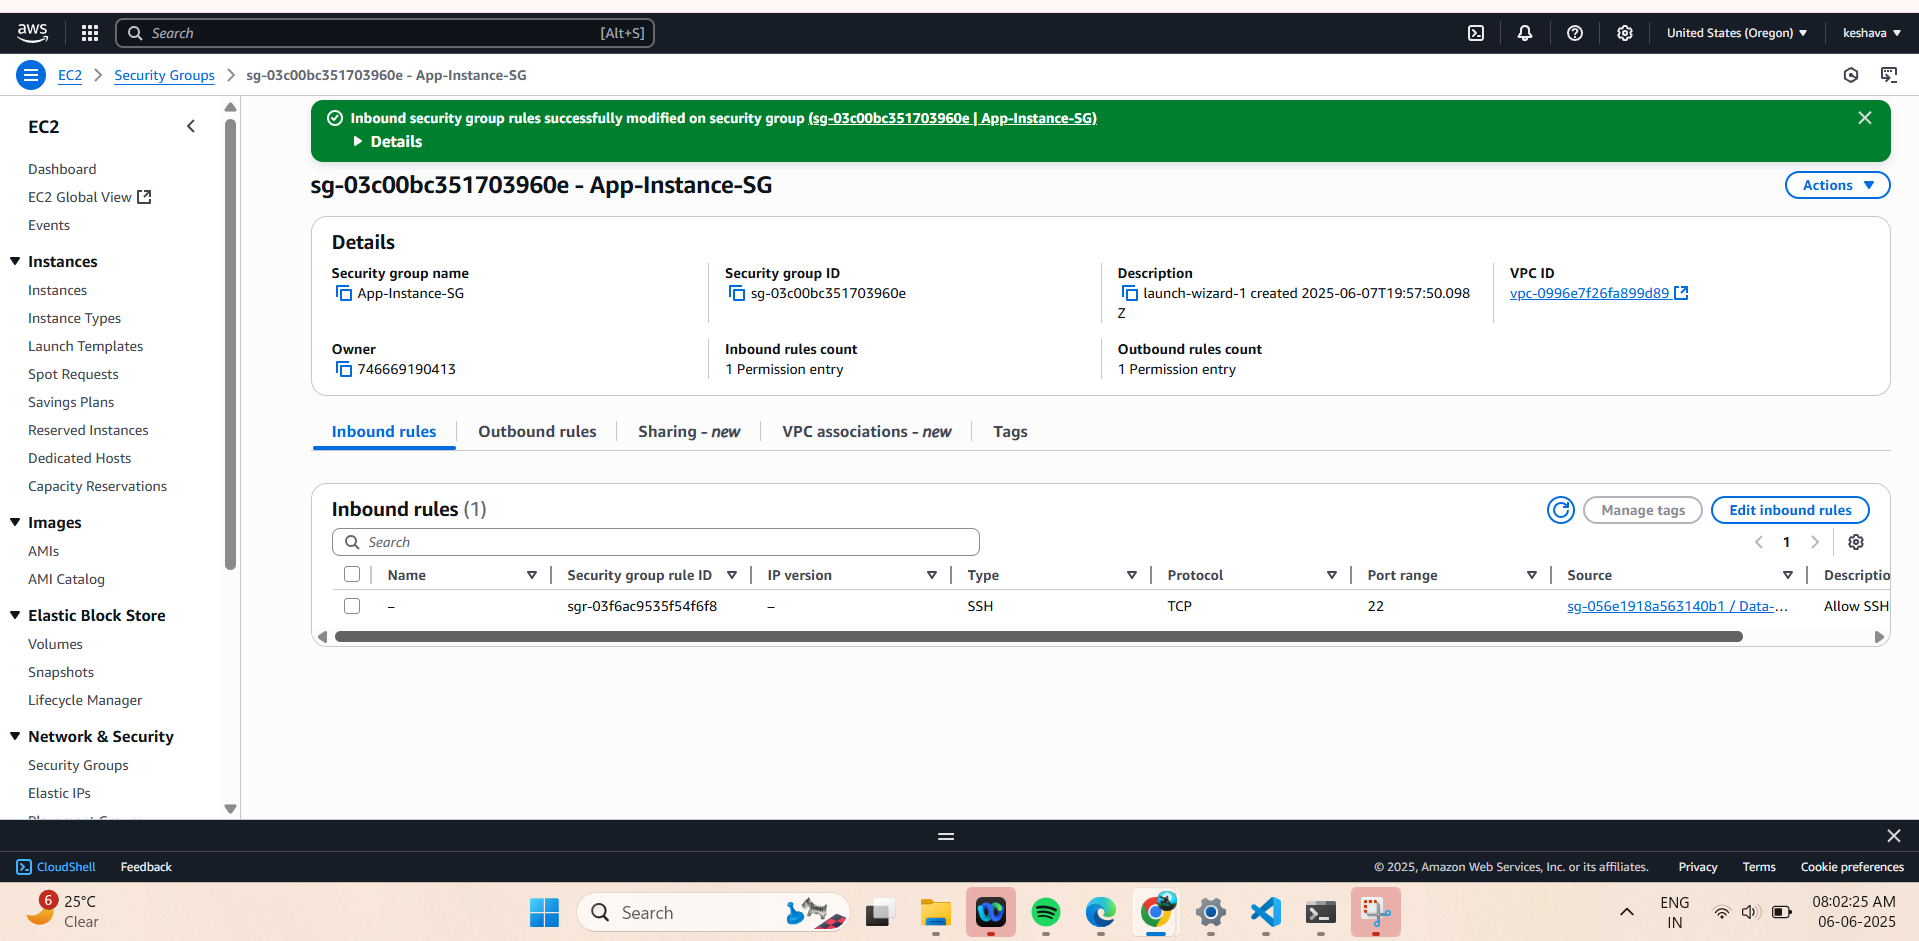 aws
Search [Alt+S]
United States (Oregon)
keshava
EC2
Security Groups
sg-03c00bc351703960e - App-Instance-SG
EC2
Dashboard
EC2 Global View
Events
Instances
Instances
Instance Types
Launch Templates
Spot Requests
Savings Plans
Reserved Instances
Dedicated Hosts
Capacity Reservations
Images
AMIs
AMI Catalog
Elastic Block Store
Volumes
Snapshots
Lifecycle Manager
Network & Security
Security Groups
Elastic IPs
Inbound security group rules successfully modified on security group (sg-03c00bc351703960e | App-Instance-SG)
Details
sg-03c00bc351703960e - App-Instance-SG
Actions
Details
Security group name
App-Instance-SG
Security group ID
sg-03c00bc351703960e
Description
launch-wizard-1 created 2025-06-07T19:57:50.098
Z
VPC ID
vpc-0996e7f26fa899d89
Owner
746669190413
Inbound rules count
1 Permission entry
Outbound rules count
1 Permission entry
Inbound rules
Outbound rules
Sharing - new
VPC associations - new
Tags
Inbound rules (1)
Manage tags
Edit inbound rules
Search
1
Name Security group rule ID IP version Type Protocol Port range Source Descriptio
– sgr-03f6ac9535f54f6f8 – SSH TCP 22 sg-056e1918a563140b1 / Data-... Allow SSH
CloudShell
Feedback
© 2025, Amazon Web Services, Inc. or its affiliates.
Privacy
Terms
Cookie preferences
6
25°C
Clear
Search
ENG
IN
08:02:25 AM
06-06-2025